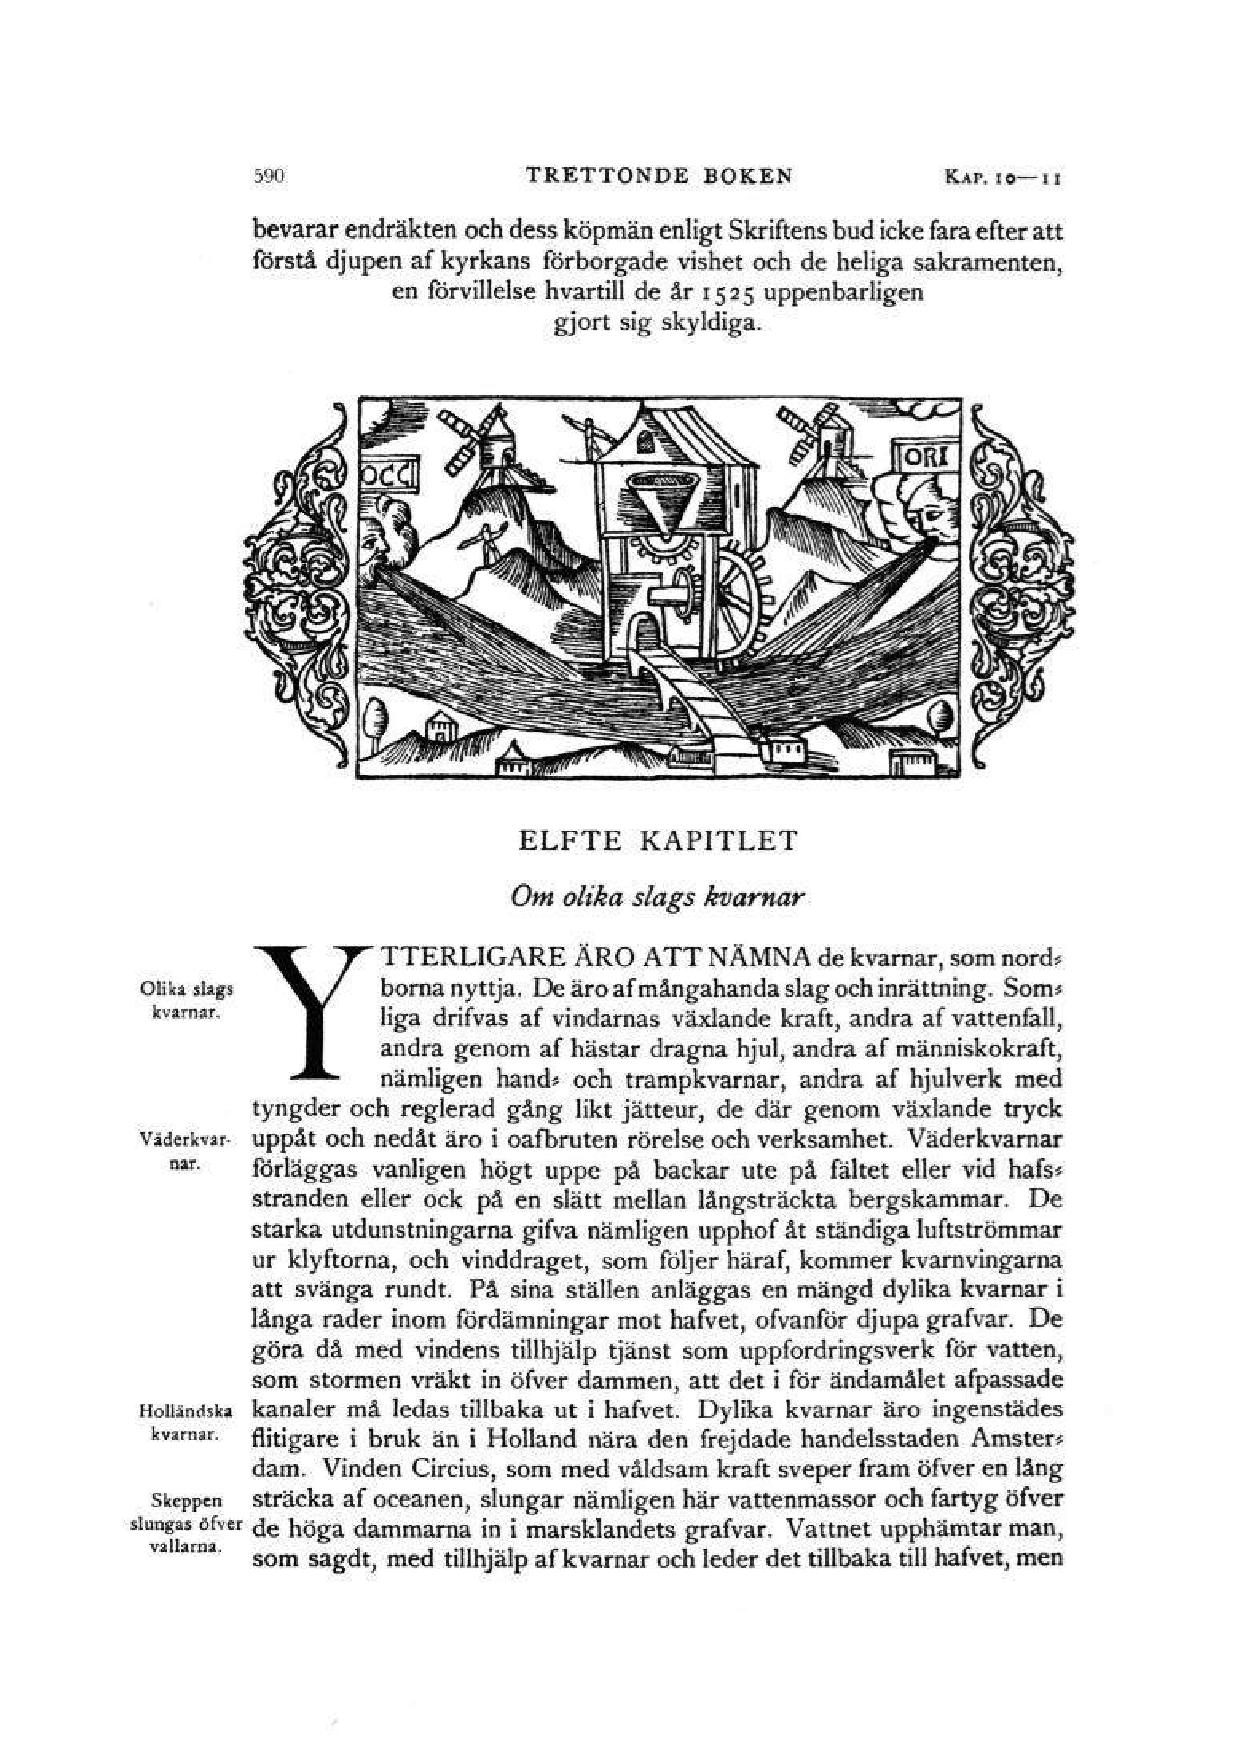 590
TRETTONDE BOKEN
KAP. 10—11
bevarar endräkten och dess köpmän enligt Skriftens bud icke fara efter att
förstå djupen af kyrkans förborgade vishet och de heliga sakramenten,
en förvillelse hvartill de år 1525 uppenbarligen
gjort sig skyldiga.
OCC
ORI
ELFTE KAPITLET
Om olika slags kvarnar
YTTERLIGARE ÄRO ATT NÄMNA de kvarnar, som nord-
Olika slags
kvarnar.
borna nyttja. De äro af mångahanda slag och inrättning. Som-
liga drifvas af vindarnas växlande kraft, andra af vattenfall,
andra genom af hästar dragna hjul, andra af människokraft,
nämligen hand- och trampkvarnar, andra af hjulverk med
tyngder och reglerad gång likt jätteur, de där genom växlande tryck
Väderkvar-
nar.
uppåt och nedåt äro i oafbruten rörelse och verksamhet. Väderkvarnar
förläggas vanligen högt uppe på backar ute på fältet eller vid hafs-
stranden eller ock på en slätt mellan långsträckta bergskammar. De
starka utdunstningarna gifva nämligen upphof åt ständiga luftströmmar
ur klyftorna, och vinddraget, som följer häraf, kommer kvarnvingarna
att svänga rundt. På sina ställen anläggas en mängd dylika kvarnar i
långa rader inom fördämningar mot hafvet, ofvanför djupa grafvar. De
göra då med vindens tillhjälp tjänst som uppfordringsverk för vatten,
som stormen vräkt in öfver dammen, att det i för ändamålet afpassade
Holländska
kvarnar.
kanaler må ledas tillbaka ut i hafvet. Dylika kvarnar äro ingenstädes
flitigare i bruk än i Holland nära den frejdade handelsstaden Amster-
dam. Vinden Circius, som med våldsam kraft sveper fram öfver en lång
Skeppen
slungas öfver
vallarna.
sträcka af oceanen, slungar nämligen här vattenmassor och fartyg öfver
de höga dammarna in i marsklandets grafvar. Vattnet upphämtar man,
som sagdt, med tillhjälp af kvarnar och leder det tillbaka till hafvet, men